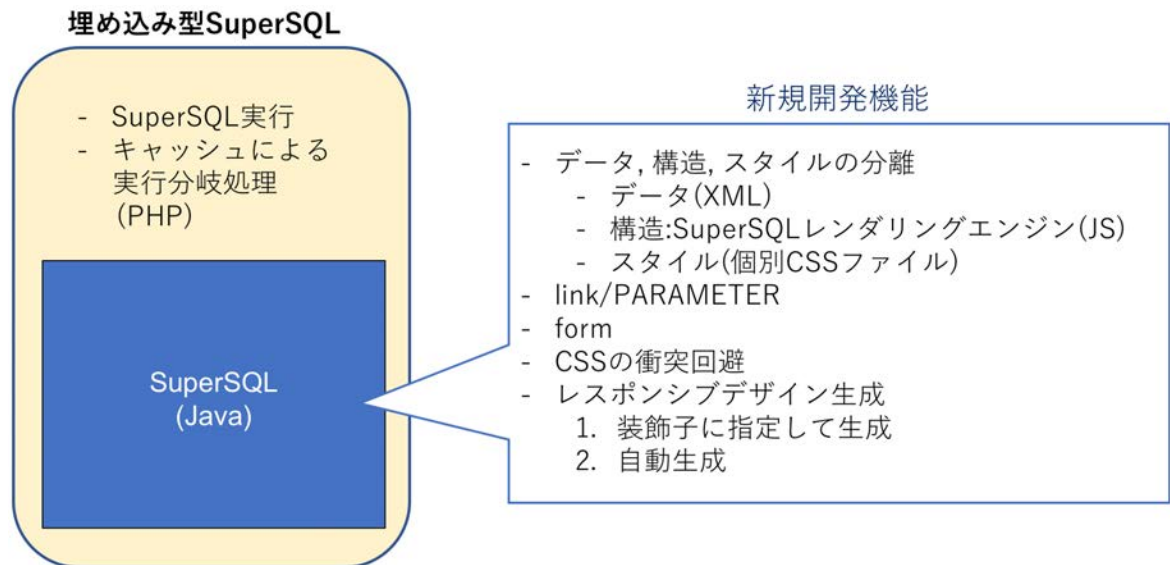 埋め込み型SuperSQL
- SuperSQL実行
- キャッシュによる
実行分岐処理
(PHP)
SuperSQL
(Java)
新規開発機能
- データ, 構造, スタイルの分離
- データ(XML)
- 構造:SuperSQLレンダリングエンジン(JS)
- スタイル(個別CSSファイル)
- link/PARAMETER
- form
- CSSの衝突回避
- レスポンシブデザイン生成
1. 装飾子に指定して生成
2. 自動生成